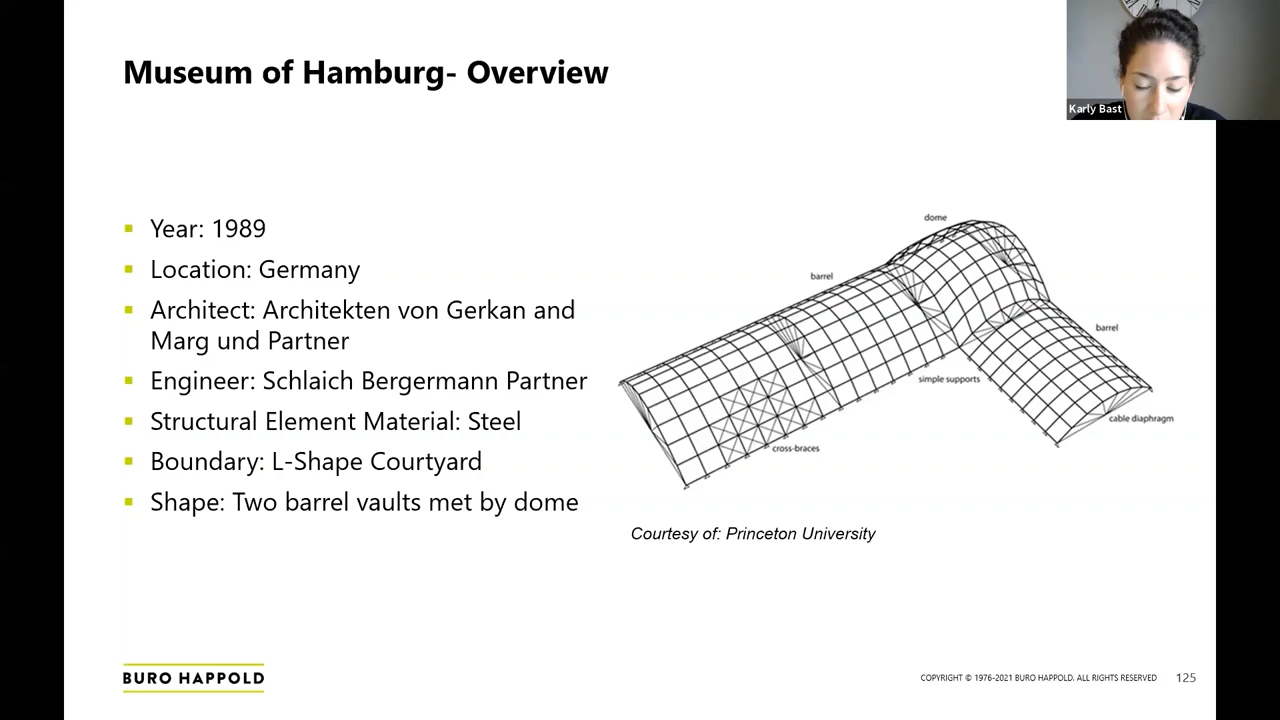 Museum of Hamburg- Overview
Karly Bast
Year: 1989
Location: Germany
Architect: Architekten von Gerkan and
Marg und Partner
Engineer: Schlaich Bergermann Partner
Structural Element Material: Steel
Boundary: L-Shape Courtyard
Shape: Two barrel vaults met by dome
dome
barrel
barrel
simple supports
cable diaphragm
cross-braces
Courtesy of: Princeton University
BURO HAPPOLD
COPYRIGHT © 1976-2021 BURO HAPPOLD. ALL RIGHTS RESERVED
125